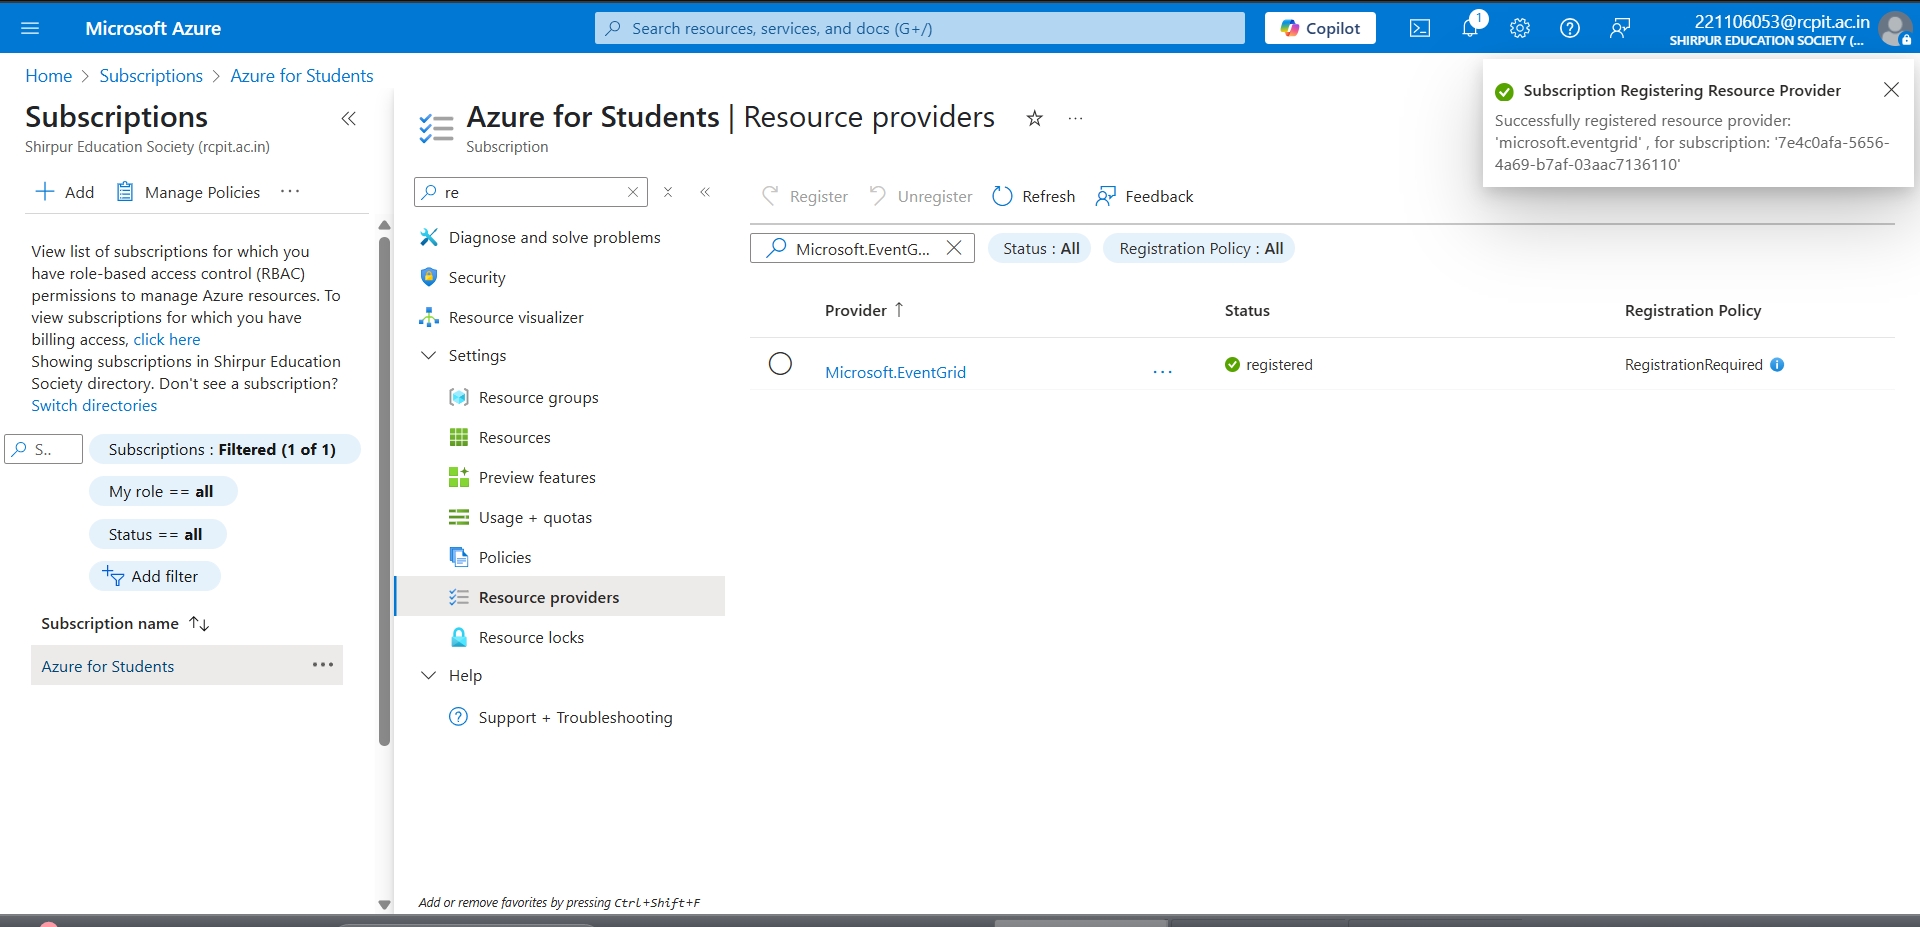 Microsoft Azure
Search resources, services, and docs (G+/)
Copilot
1
221106053@rcpit.ac.in
SHIRPUR EDUCATION SOCIETY (...
Home > Subscriptions > Azure for Students
Subscriptions
Shirpur Education Society (rcpit.ac.in)
Add
Manage Policies
...
View list of subscriptions for which you
have role-based access control (RBAC)
permissions to manage Azure resources. To
view subscriptions for which you have
billing access, click here
Showing subscriptions in Shirpur Education
Society directory. Don't see a subscription?
Switch directories
S..
Subscriptions : Filtered (1 of 1)
My role == all
Status == all
Add filter
Subscription name
Azure for Students
...
Azure for Students | Resource providers
...
Subscription
re
Diagnose and solve problems
Security
Resource visualizer
Settings
Resource groups
Resources
Preview features
Usage + quotas
Policies
Resource providers
Resource locks
Help
Support + Troubleshooting
Add or remove favorites by pressing Ctrl+Shift+F
Register
Unregister
Refresh
Feedback
Microsoft.EventG...
Status : All
Registration Policy : All
Provider ↑
Status
Registration Policy
Microsoft.EventGrid
...
registered
RegistrationRequired
Subscription Registering Resource Provider
Successfully registered resource provider:
'microsoft.eventgrid' , for subscription: '7e4c0afa-5656-
4a69-b7af-03aac7136110'